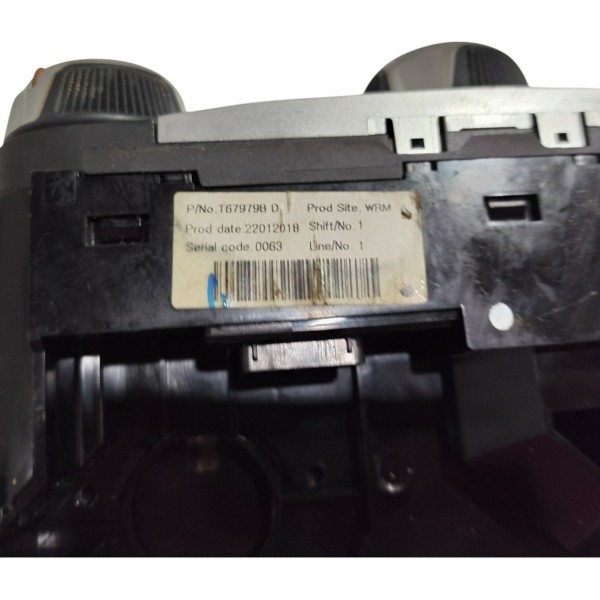 P/No.T67979B D Prod Site. WRM
Prod date.22012018 Shift/No.1
Serial code.0063 Line/No. 1